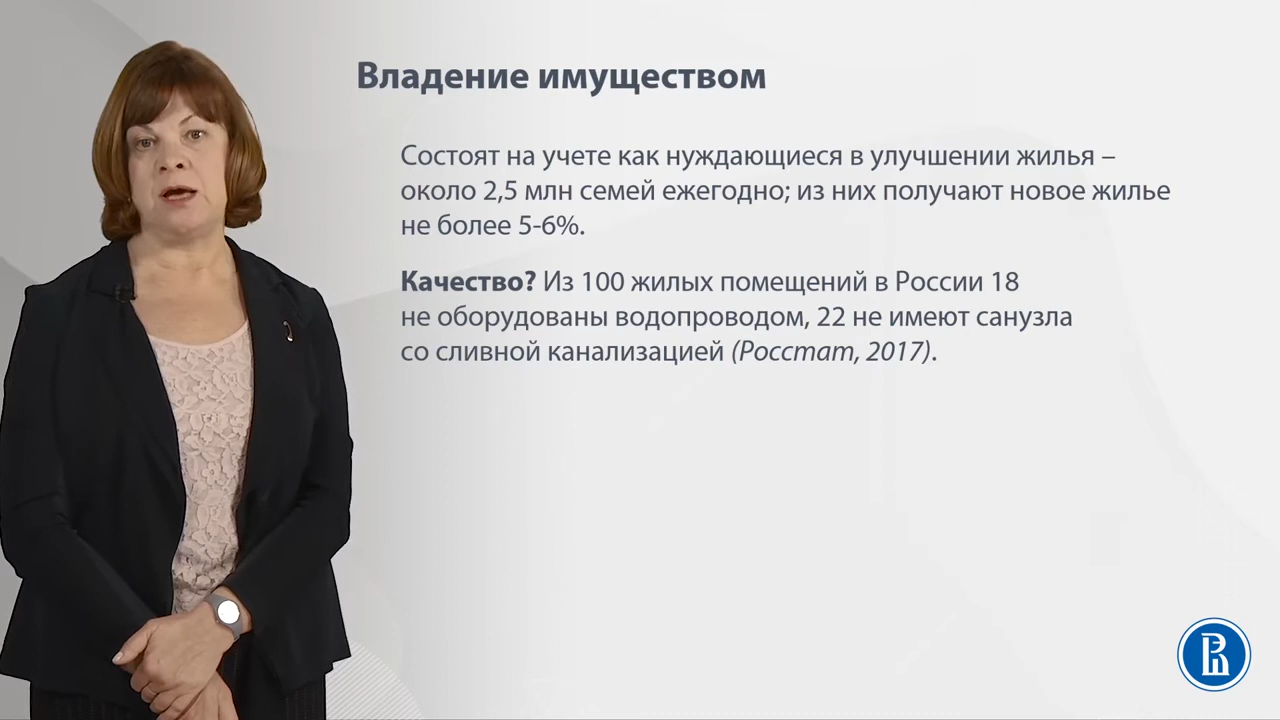 Владение имуществом
Состоят на учете как нуждающиеся в улучшении жилья –
около 2,5 млн семей ежегодно; из них получают новое жилье
не более 5-6%.
Качество? Из 100 жилых помещений в России 18
не оборудованы водопроводом, 22 не имеют санузла
со сливной канализацией (Росстат, 2017).